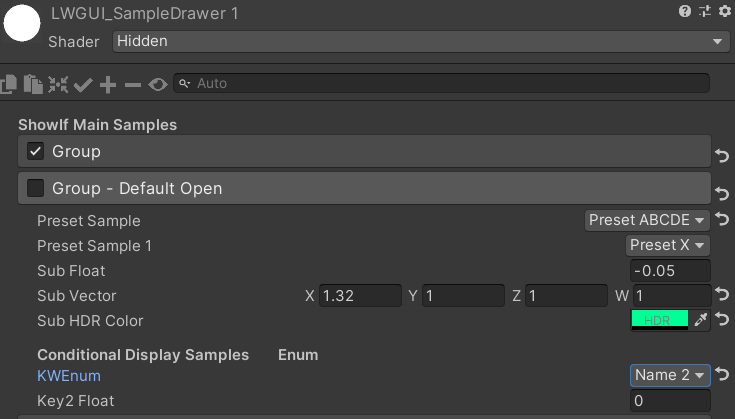 LWGUI_SampleDrawer 1
Shader Hidden
Auto
ShowIf Main Samples
Group
Group - Default Open
Preset Sample Preset ABCDE
Preset Sample 1 Preset X
Sub Float -0.05
Sub Vector X 1.32 Y 1 Z 1 W 1
Sub HDR Color HDR
Conditional Display Samples Enum
KWEnum Name 2
Key2 Float 0